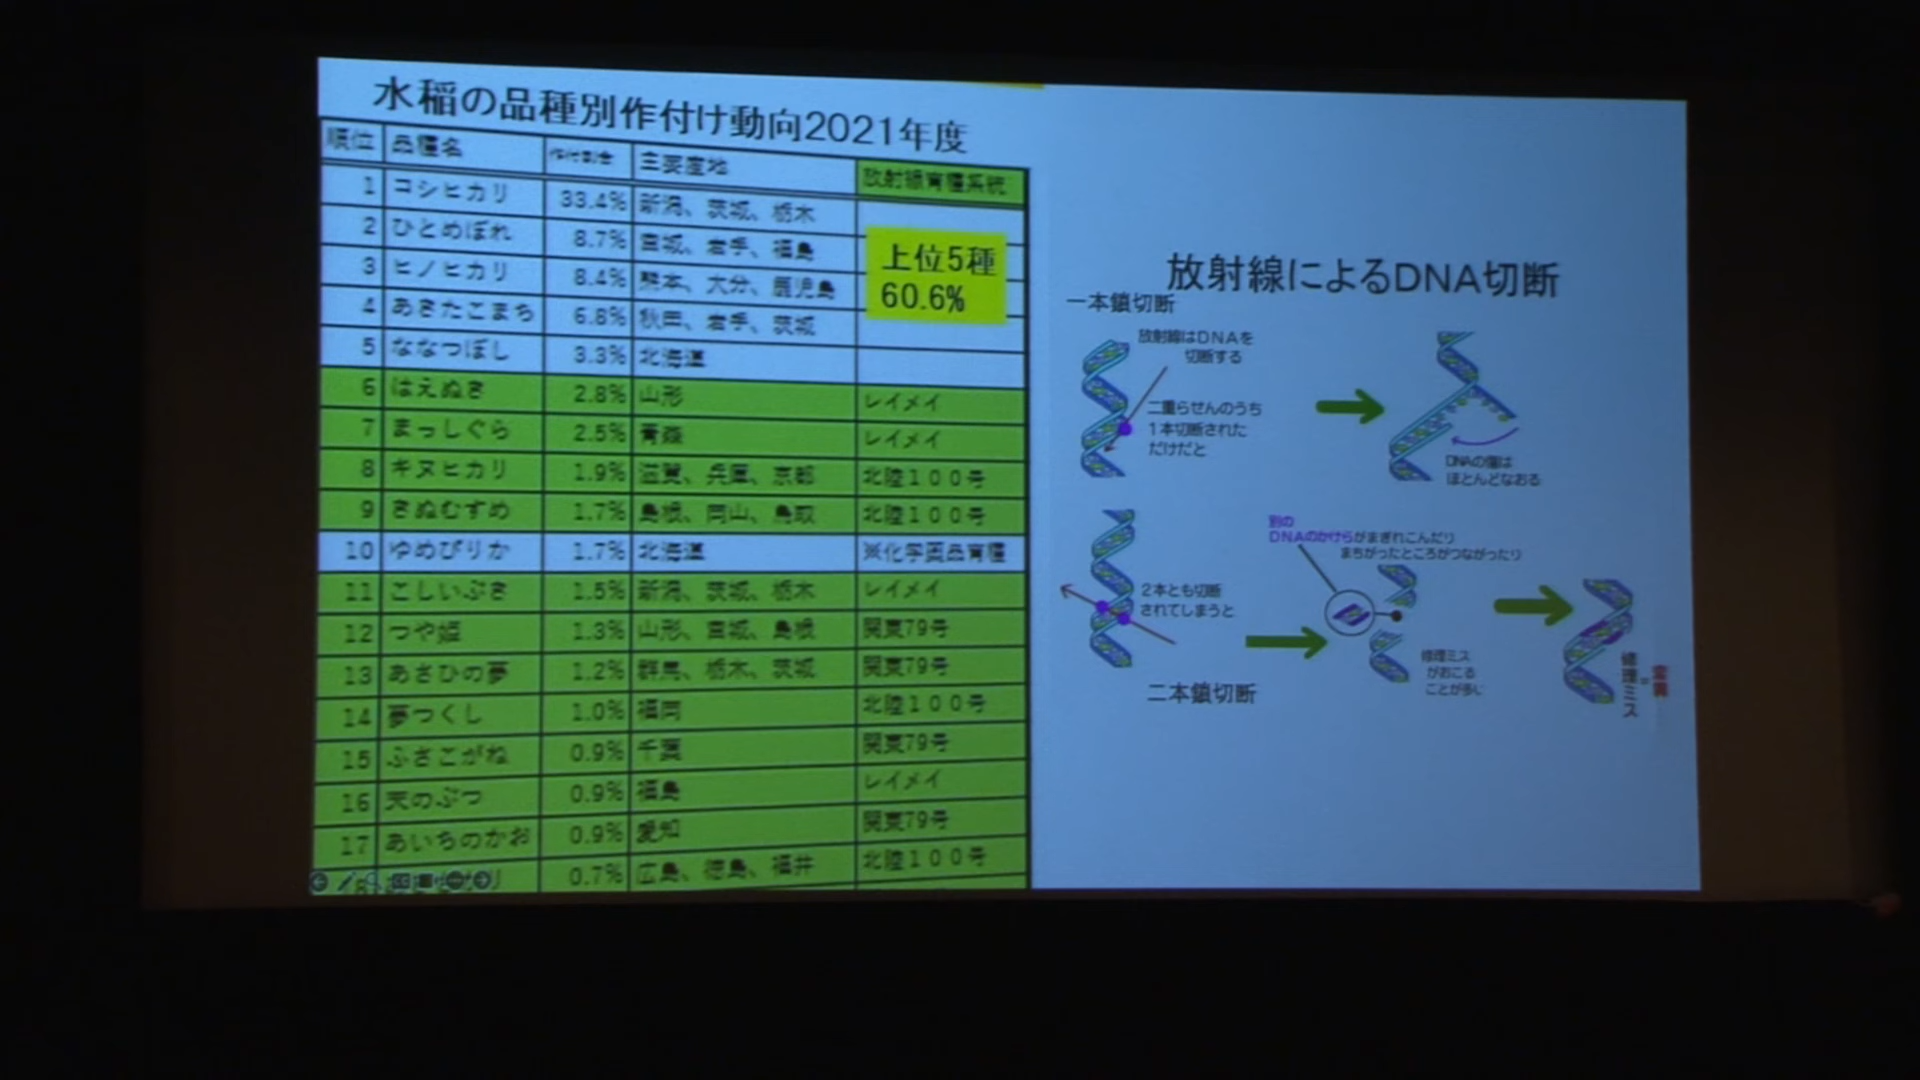 水稲の品種別作付け動向2021年度
順位 品種名 作付割合 主要産地 放射線育種系統
1 コシヒカリ 33.4% 新潟、茨城、栃木
2 ひとめぼれ 8.7% 宮城、岩手、福島
3 ヒノヒカリ 8.4% 熊本、大分、鹿児島
4 あきたこまち 6.8% 秋田、岩手、茨城
5 ななつぼし 3.3% 北海道
上位5種
60.6%
6 はえぬき 2.8% 山形 レイメイ
7 まっしぐら 2.5% 青森 レイメイ
8 キヌヒカリ 1.9% 滋賀、兵庫、京都 北陸100号
9 きぬむすめ 1.7% 島根、岡山、鳥取 北陸100号
10 ゆめぴりか 1.7% 北海道 ※化学薬品育種
11 こしいぶき 1.5% 新潟、茨城、栃木 レイメイ
12 つや姫 1.3% 山形、宮城、島根 関東79号
13 あさひの夢 1.2% 群馬、栃木、茨城 関東79号
14 夢つくし 1.0% 福岡 北陸100号
15 ふさこがね 0.9% 千葉 関東79号
16 天のつぶ 0.9% 福島 レイメイ
17 あいちのかおり 0.9% 愛知 関東79号
0.7% 広島、徳島、福井 北陸100号
放射線によるDNA切断
一本鎖切断
放射線はDNAを
切断する
二重らせんのうち
1本切断された
だけだと
DNAの傷は
ほとんどなおる
別の
DNAのかけらがまぎれこんだり
まちがったところがつながったり
2本とも切断
されてしまうと
修理ミス
がおこる
ことが多い
二本鎖切断
修理ミス
=
変異